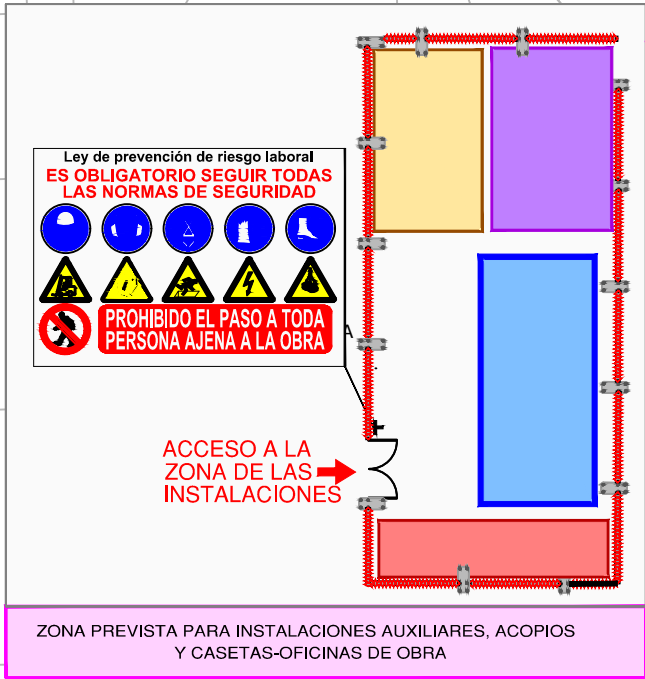 Ley de prevención de riesgo laboral
ES OBLIGATORIO SEGUIR TODAS
LAS NORMAS DE SEGURIDAD
PROHIBIDO EL PASO A TODA
PERSONA AJENA A LA OBRA
A
ACCESO A LA
ZONA DE LAS
INSTALACIONES
ZONA PREVISTA PARA INSTALACIONES AUXILIARES, ACOPIOS
Y CASETAS-OFICINAS DE OBRA